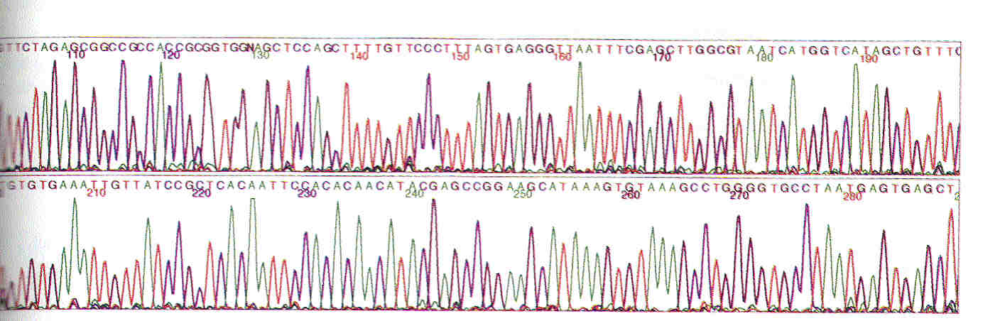 GTTCTAGAGCGGCCGCCACCGCGGTGGNAGCTCCAGCTTTTGTTCCCTTTAGTGAGGGTTAATTTCGAGCTTGGCGTAATCATGGTCATAGCTGTTTC
110 120 130 140 150 160 170 180 190
TGTGTGAAATTGTTATCCGCTCACAATTCCACACAACATACGAGCCGGAAGCATAAAGTGTAAAGCCTGGGGTGCCTAATGAGTGAGCT
210 220 230 240 250 260 270 280 2